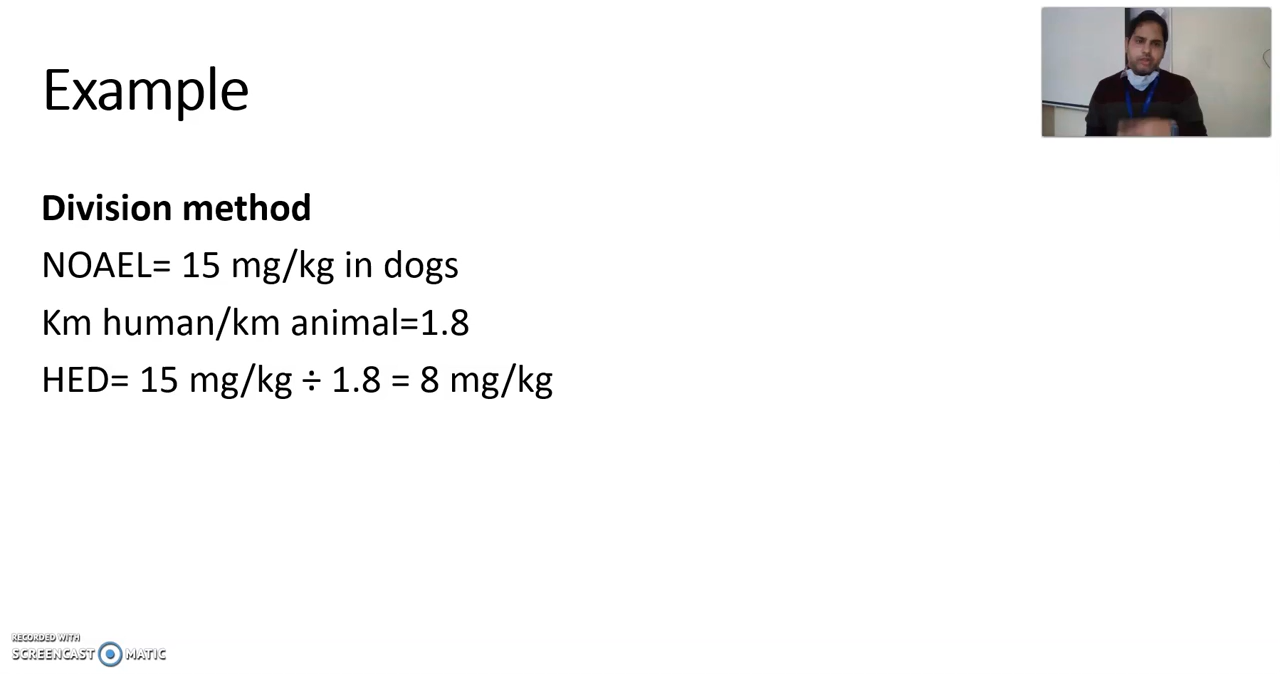 Example
Division method
NOAEL= 15 mg/kg in dogs
Km human/km animal=1.8
HED= 15 mg/kg ÷ 1.8 = 8 mg/kg
RECORDED WITH
SCREENCAST MATIC